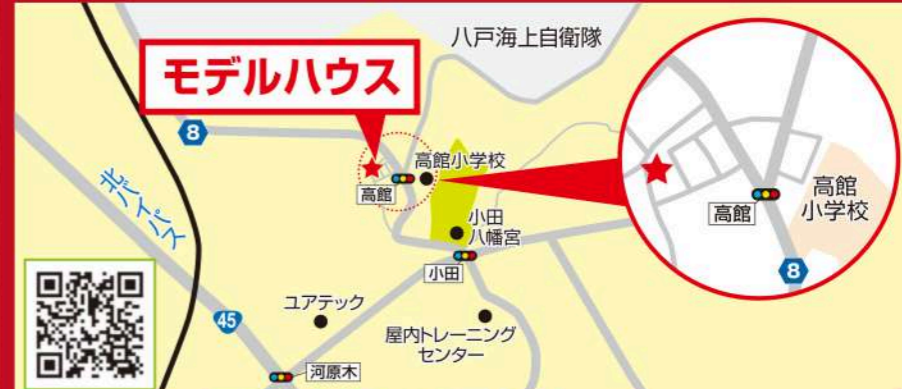 八戸海上自衛隊
モデルハウス
8
高館小学校
高館
北バイパス
小田
八幡宮
小田
45
ユアテック
屋内トレーニング
センター
河原木
高館
高館
小学校
8